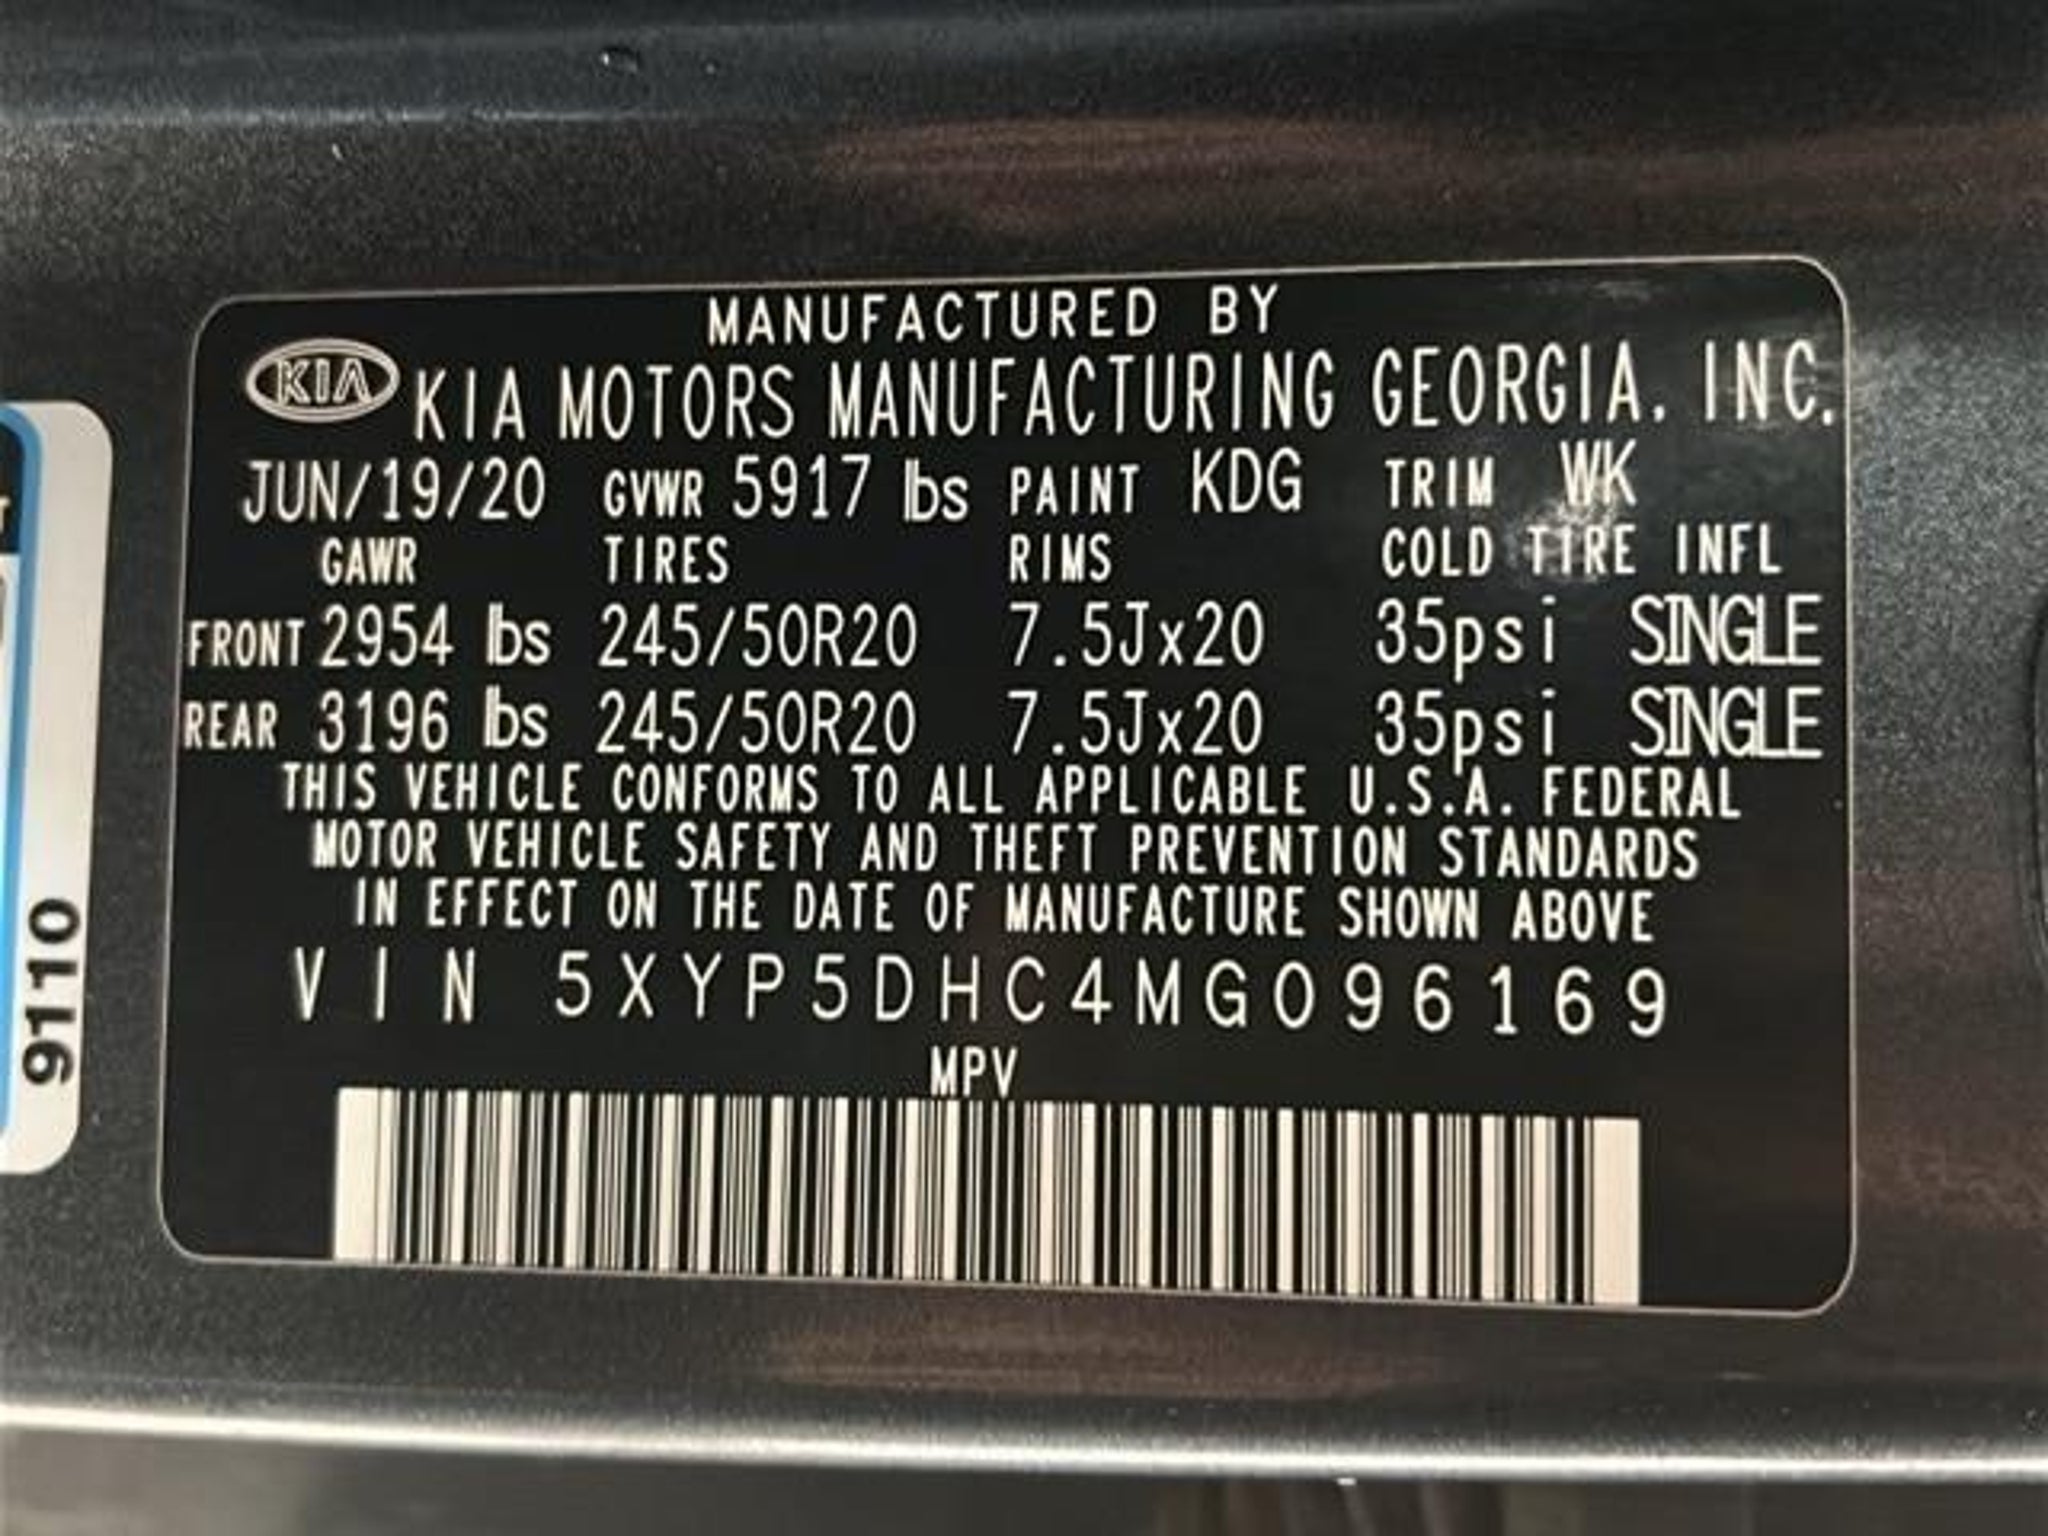 MANUFACTURED BY
KIA KIA MOTORS MANUFACTURING GEORGIA, INC.
JUN/19/20 GVWR 5917 lbs PAINT KDG TRIM WK
GAWR TIRES RIMS COLD TIRE INFL
FRONT 2954 lbs 245/50R20 7.5Jx20 35psi SINGLE
REAR 3196 lbs 245/50R20 7.5Jx20 35psi SINGLE
THIS VEHICLE CONFORMS TO ALL APPLICABLE U.S.A. FEDERAL
MOTOR VEHICLE SAFETY AND THEFT PREVENTION STANDARDS
IN EFFECT ON THE DATE OF MANUFACTURE SHOWN ABOVE
VIN 5XYP5DHC4MG096169
MPV
9110